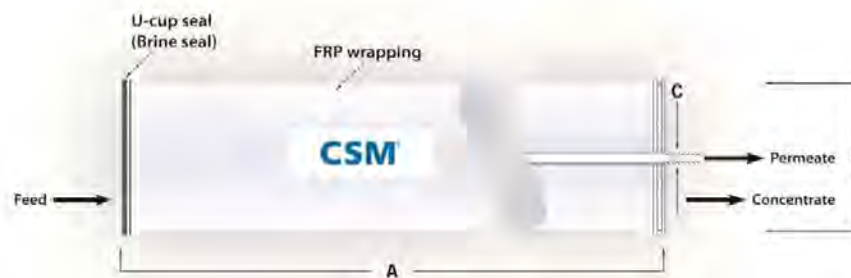 U-cup seal
(Brine seal)
FRP wrapping
C
CSM
Permeate
Feed
Concentrate
A